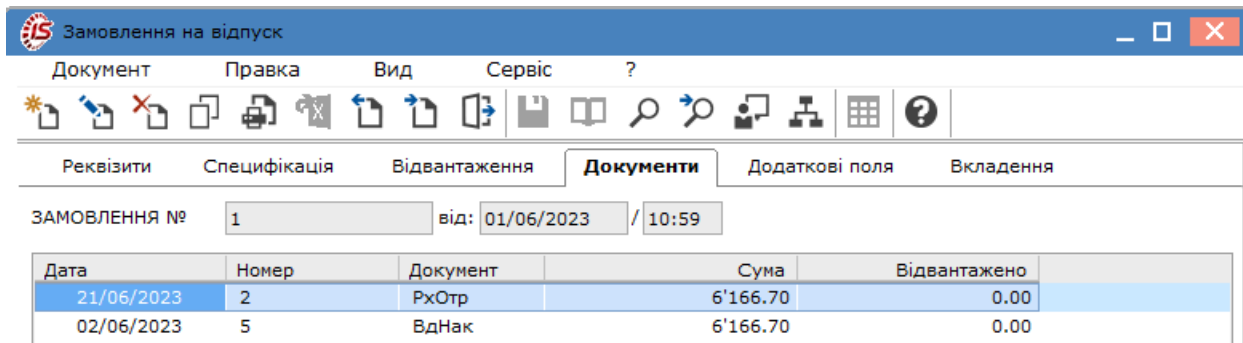 Замовлення на відпуск
Документ Правка Вид Сервіс ?
Реквізити Специфікація Відвантаження Документи Додаткові поля Вкладення
ЗАМОВЛЕННЯ № 1 від: 01/06/2023 / 10:59
Дата Номер Документ Сума Відвантажено
21/06/2023 2 РхОтр 6'166.70 0.00
02/06/2023 5 ВдНак 6'166.70 0.00